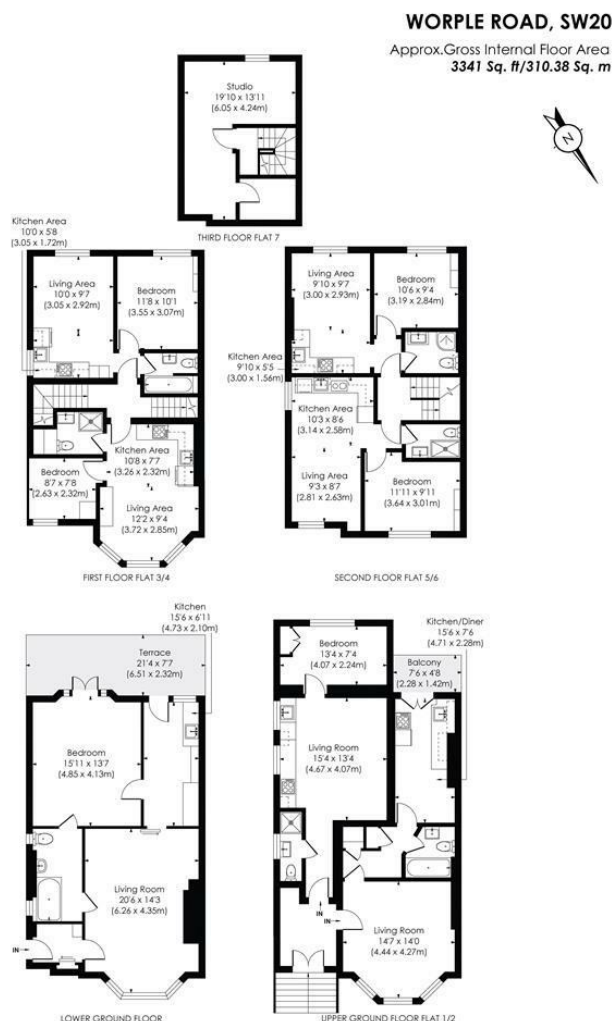 WORPLE ROAD, SW20
Approx.Gross Internal Floor Area
3341 Sq. ft/310.38 Sq. m
N
Studio
19'10 x 13'11
(6.05 x 4.24m)
THIRD FLOOR FLAT 7
Kitchen Area
10'0 x 5'8
(3.05 x 1.72m)
Living Area
10'0 x 9'7
(3.05 x 2.92m)
Bedroom
11'8 x 10'1
(3.55 x 3.07m)
Kitchen Area
10'8 x 7'7
(3.26 x 2.32m)
Bedroom
8'7 x 7'8
(2.63 x 2.32m)
Living Area
12'2 x 9'4
(3.72 x 2.85m)
FIRST FLOOR FLAT 3/4
Living Area
9'10 x 9'7
(3.00 x 2.93m)
Bedroom
10'6 x 9'4
(3.19 x 2.84m)
Kitchen Area
9'10 x 5'5
(3.00 x 1.56m)
Kitchen Area
10'3 x 8'6
(3.14 x 2.58m)
Living Area
9'3 x 8'7
(2.81 x 2.63m)
Bedroom
11'11 x 9'11
(3.64 x 3.01m)
SECOND FLOOR FLAT 5/6
Kitchen
15'6 x 6'11
(4.73 x 2.10m)
Terrace
21'4 x 7'7
(6.51 x 2.32m)
Bedroom
15'11 x 13'7
(4.85 x 4.13m)
Living Room
20'6 x 14'3
(6.26 x 4.35m)
IN
LOWER GROUND FLOOR
Kitchen/Diner
15'6 x 7'6
(4.71 x 2.28m)
Bedroom
13'4 x 7'4
(4.07 x 2.24m)
Balcony
7'6 x 4'8
(2.28 x 1.42m)
Living Room
15'4 x 13'4
(4.67 x 4.07m)
IN
IN
Living Room
14'7 x 14'0
(4.44 x 4.27m)
UPPER GROUND FLOOR FLAT 1/2